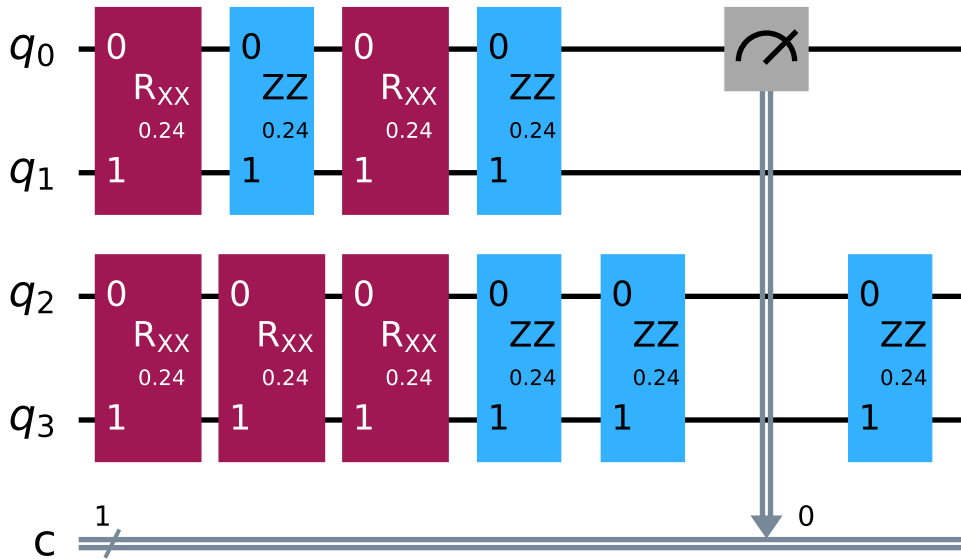 q0 0 0 0 0
RXX ZZ RXX ZZ
0.24 0.24 0.24 0.24
q1 1 1 1 1
q2 0 0 0 0 0 0
RXX RXX RXX ZZ ZZ ZZ
0.24 0.24 0.24 0.24 0.24 0.24
q3 1 1 1 1 1 1
1 0
c